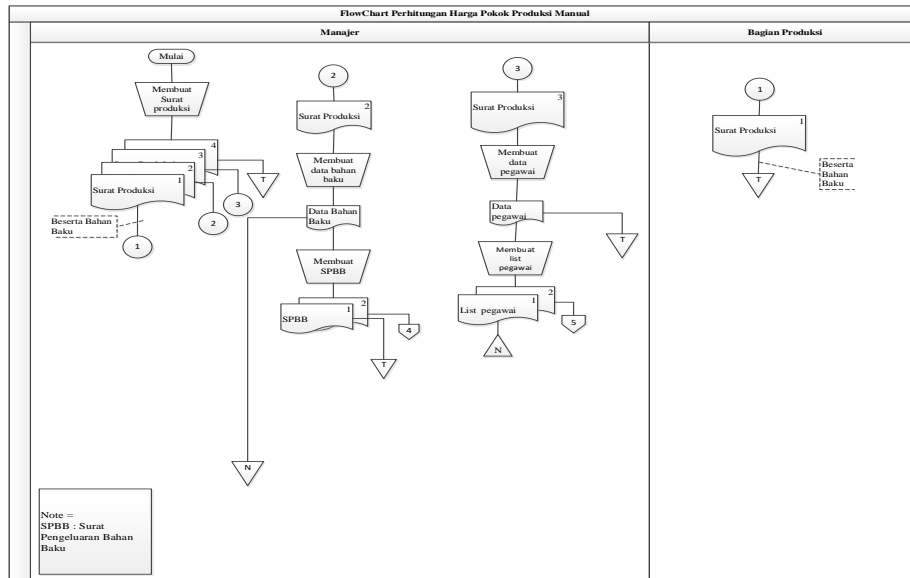 FlowChart Perhitungan Harga Pokok Produksi Manual
Manajer
Bagian Produksi
Mulai
Membuat
Surat
produksi
4
3
2
1
Surat Produksi
T
3
2
Beserta Bahan
Baku
1
2
2
Surat Produksi
Membuat
data bahan
baku
Data Bahan
Baku
Membuat
SPBB
2
1
SPBB
4
T
N
3
3
Surat Produksi
Membuat
data
pegawai
Data
pegawai
T
Membuat
list
pegawai
2
1
List pegawai
5
N
1
1
Surat Produksi
Beserta
Bahan
Baku
T
Note =
SPBB : Surat
Pengeluaran Bahan
Baku